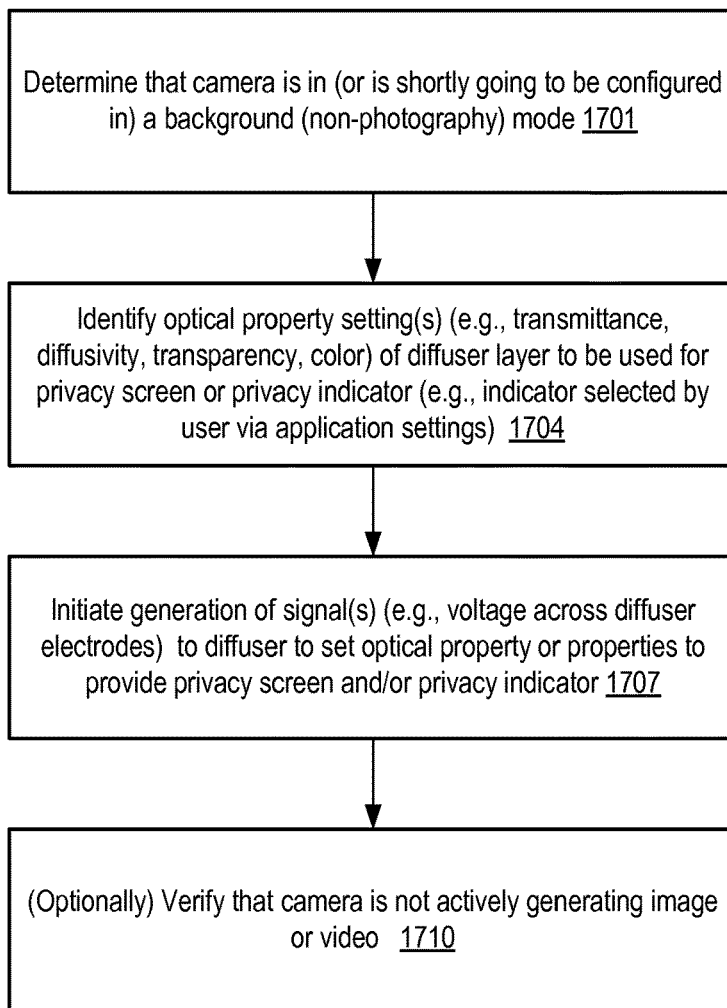 Determine that camera is in (or is shortly going to be configured
in) a background (non-photography) mode 1701
Identify optical property setting(s) (e.g., transmittance,
diffusivity, transparency, color) of diffuser layer to be used for
privacy screen or privacy indicator (e.g., indicator selected by
user via application settings) 1704
Initiate generation of signal(s) (e.g., voltage across diffuser
electrodes) to diffuser to set optical property or properties to
provide privacy screen and/or privacy indicator 1707
(Optionally) Verify that camera is not actively generating image
or video 1710